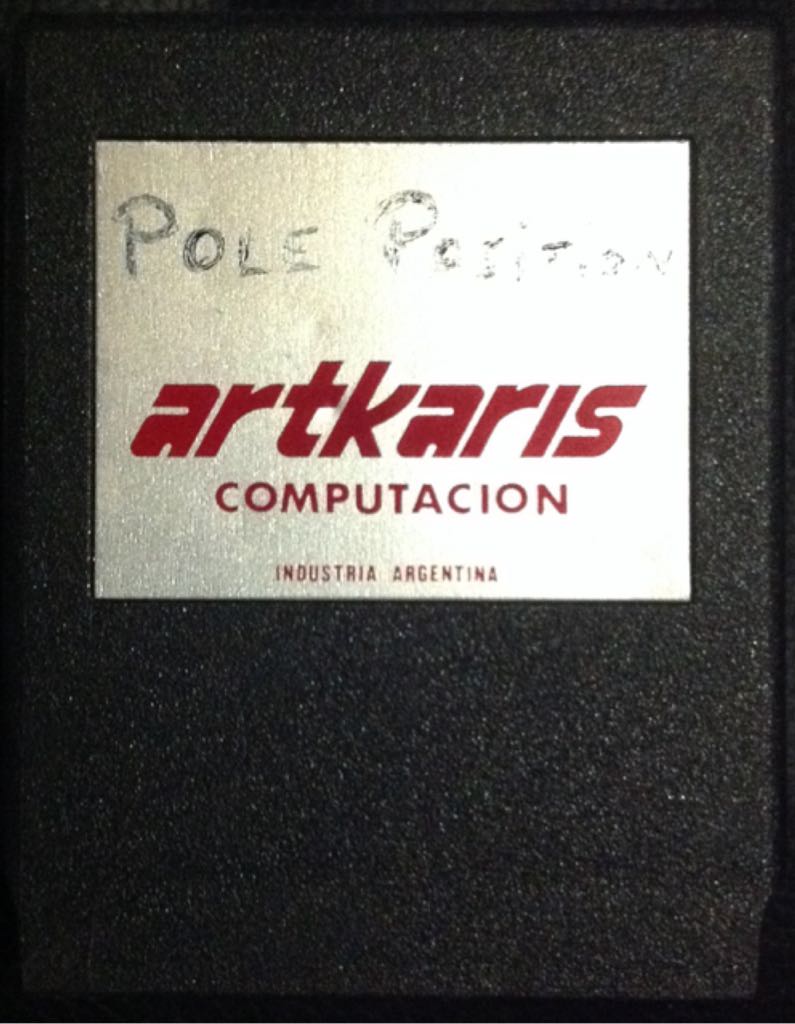 Pole Position
artkaris
COMPUTACION
INDUSTRIA ARGENTINA